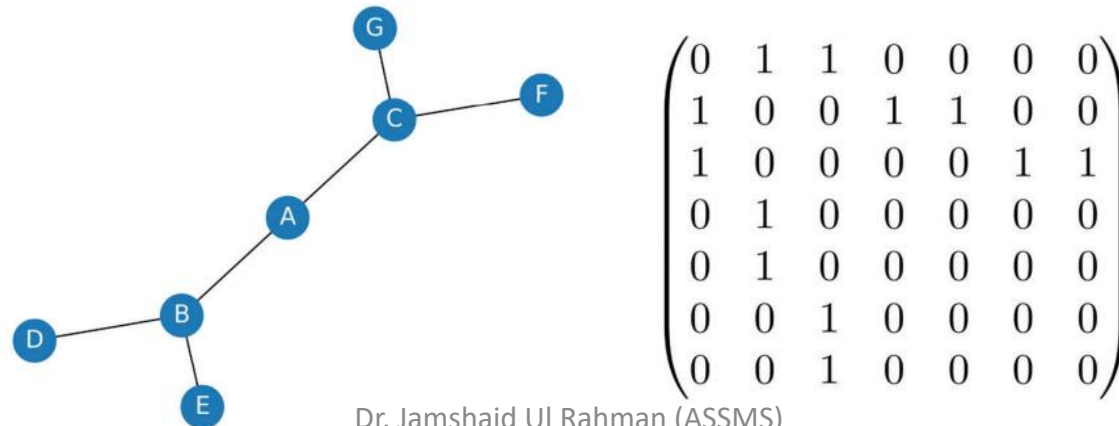 G
F
C
A
B
D
E
0 1 1 0 0 0 0
1 0 0 1 1 0 0
1 0 0 0 0 1 1
0 1 0 0 0 0 0
0 1 0 0 0 0 0
0 0 1 0 0 0 0
0 0 1 0 0 0 0
Dr. Jamshaid Ul Rahman (ASSMS)